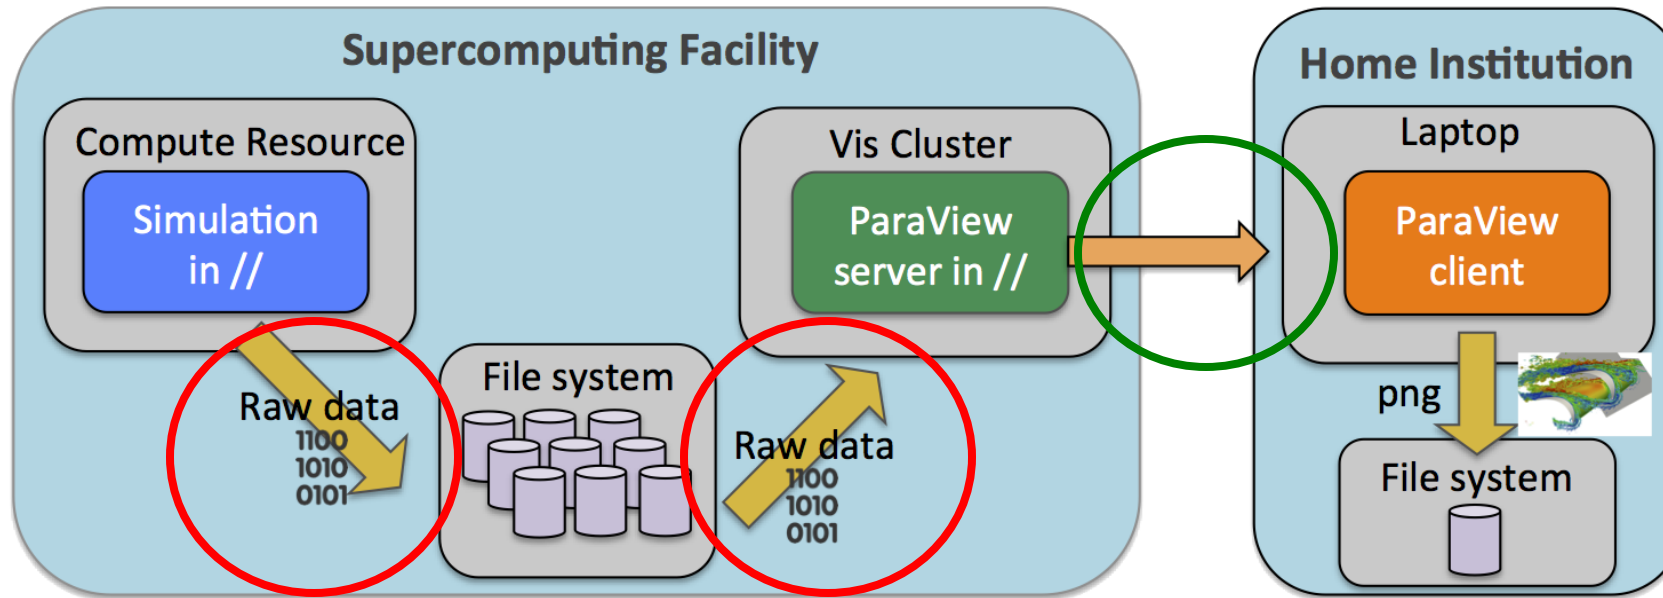 Supercomputing Facility
Compute Resource
Simulation
in //
Raw data
1100
1010
0101
File system
Raw data
1100
1010
0101
Vis Cluster
ParaView
server in //
Home Institution
Laptop
ParaView
client
png
File system